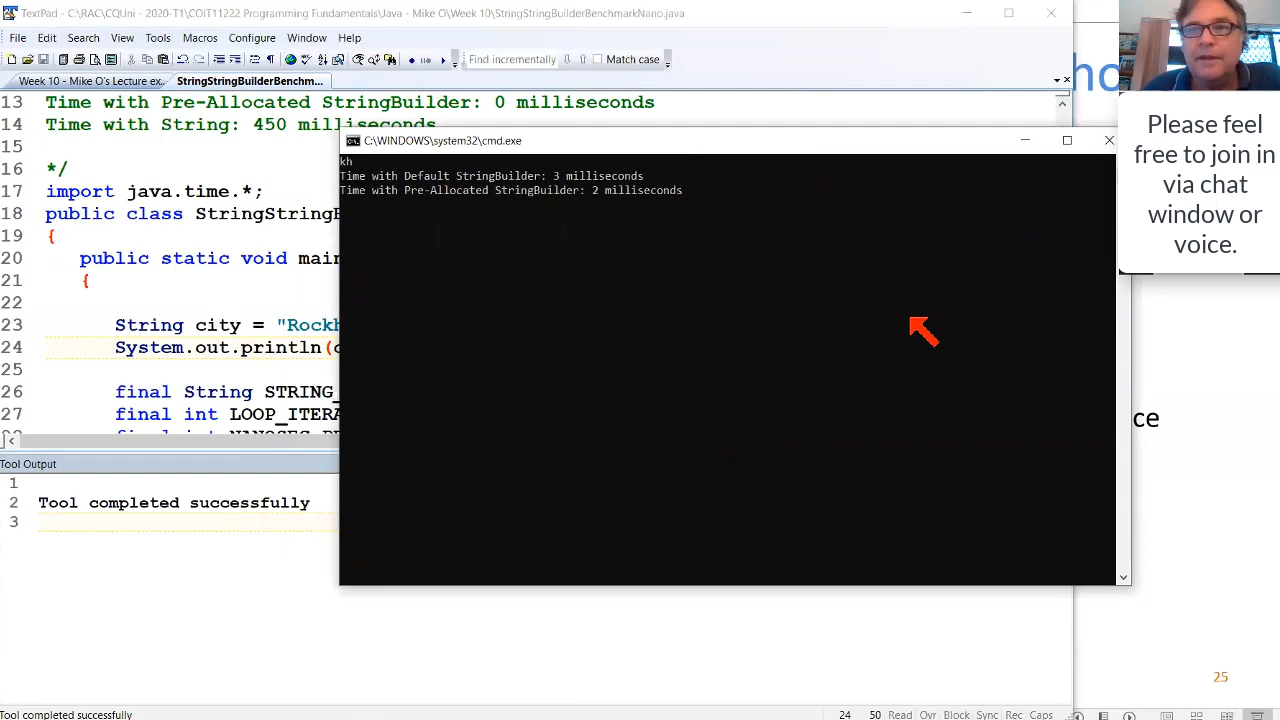 TextPad - C:\RAC\CQUni - 2020-T1\COIT11222 Programming Fundamentals\Java - Mike O\Week 10\StringStringBuilderBenchmarkNano.java
File Edit Search View Tools Macros Configure Window Help
Find incrementally Match case
Week 10 - Mike O's Lecture ex... StringStringBuilderBenchm...
13 Time with Pre-Allocated StringBuilder: 0 milliseconds
14 Time with String: 450 milliseconds
15
16 */
17 import java.time.*;
18 public class StringStringB
19 {
20 public static void main
21 {
22
23 String city = "Rockh
24 System.out.println(
25
26 final String STRING_
27 final int LOOP_ITERA
Tool Output
1
2 Tool completed successfully
3
C:\WINDOWS\system32\cmd.exe
kh
Time with Default StringBuilder: 3 milliseconds
Time with Pre-Allocated StringBuilder: 2 milliseconds
ho
Please feel
free to join in
via chat
window or
voice.
ce
25
Tool completed successfully
24 50 Read Ovr Block Sync Rec Caps